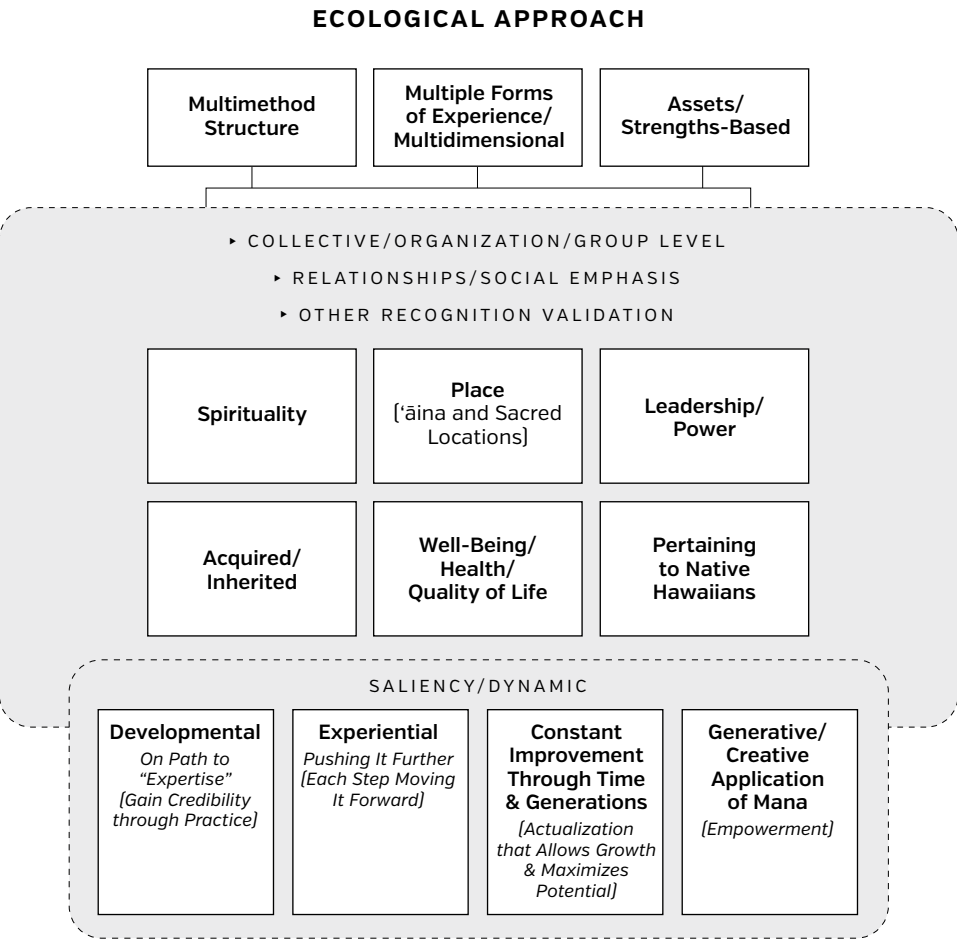 ECOLOGICAL APPROACH
Multimethod
Structure
Multiple Forms
of Experience/
Multidimensional
Assets/
Strengths-Based
▸ COLLECTIVE/ORGANIZATION/GROUP LEVEL
▸ RELATIONSHIPS/SOCIAL EMPHASIS
▸ OTHER RECOGNITION VALIDATION
Spirituality
Place
(ʻāina and Sacred
Locations)
Leadership/
Power
Acquired/
Inherited
Well-Being/
Health/
Quality of Life
Pertaining
to Native
Hawaiians
SALIENCY/DYNAMIC
Developmental
On Path to
“Expertise”
(Gain Credibility
through Practice)
Experiential
Pushing It Further
(Each Step Moving
It Forward)
Constant
Improvement
Through Time
& Generations
(Actualization
that Allows Growth
& Maximizes
Potential)
Generative/
Creative
Application
of Mana
(Empowerment)